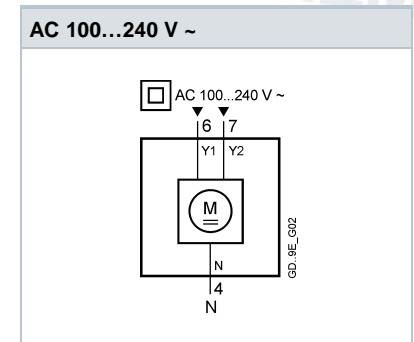 AC 100…240 V ~
AC 100...240 V ~
6 7
Y1 Y2
M
N
4
N
GD..9E_G02